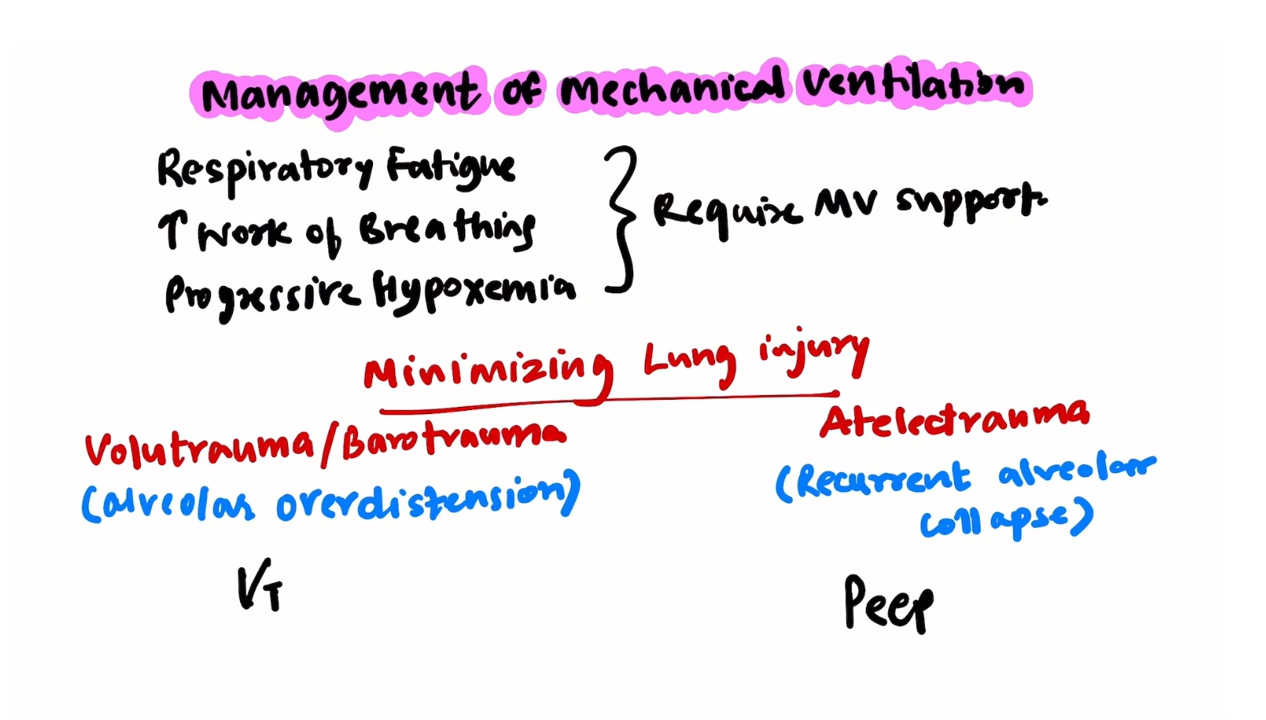 Management of Mechanical Ventilation
Respiratory Fatigue
↑ Work of Breathing
Progressive Hypoxemia
} Require MV support.
Minimizing Lung injury
Volutrauma/Barotrauma
(alveolar overdistension)
VT
Atelectrauma
(Recurrent alveolar
collapse)
Peep